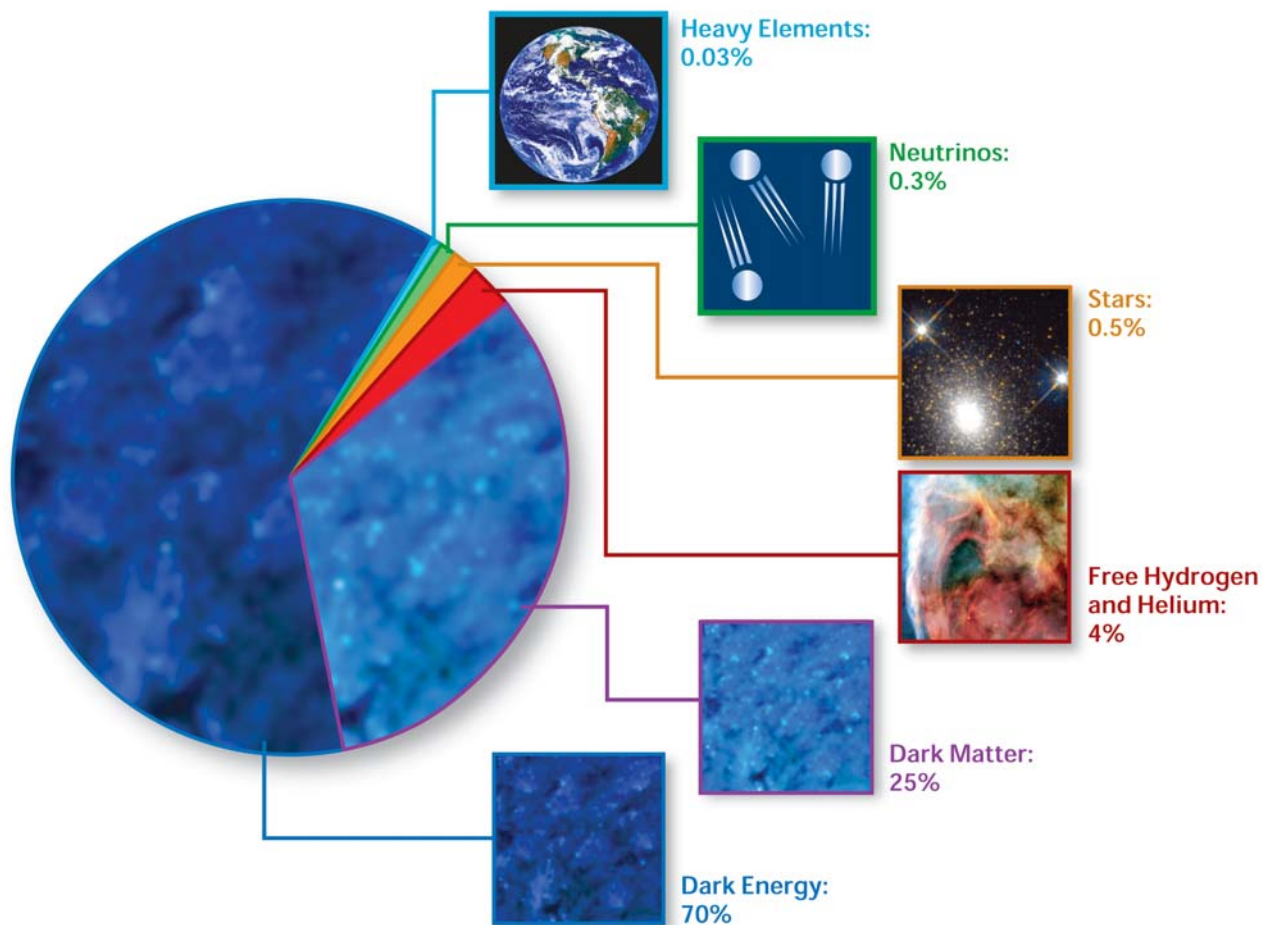 Heavy Elements:
0.03%
Neutrinos:
0.3%
Stars:
0.5%
Free Hydrogen
and Helium:
4%
Dark Matter:
25%
Dark Energy:
70%